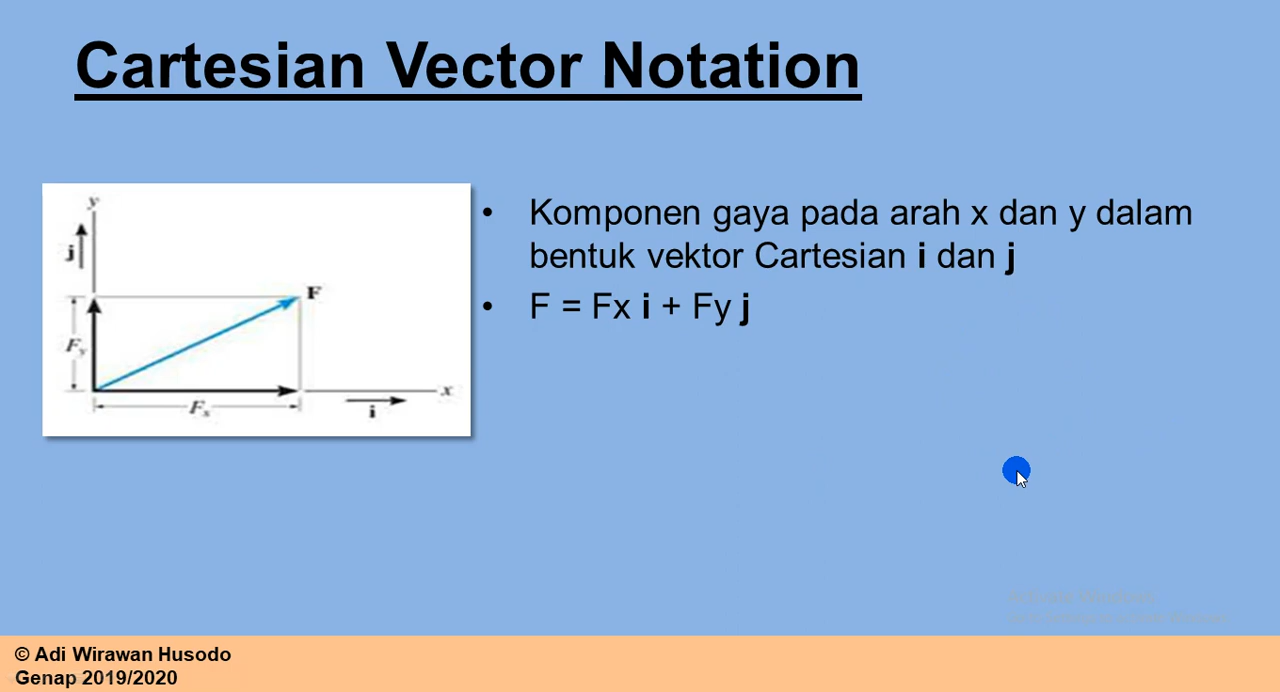 Cartesian Vector Notation
y
j
F
Fy
x
Fx
i
• Komponen gaya pada arah x dan y dalam
bentuk vektor Cartesian i dan j
• F = Fx i + Fy j
© Adi Wirawan Husodo
Genap 2019/2020